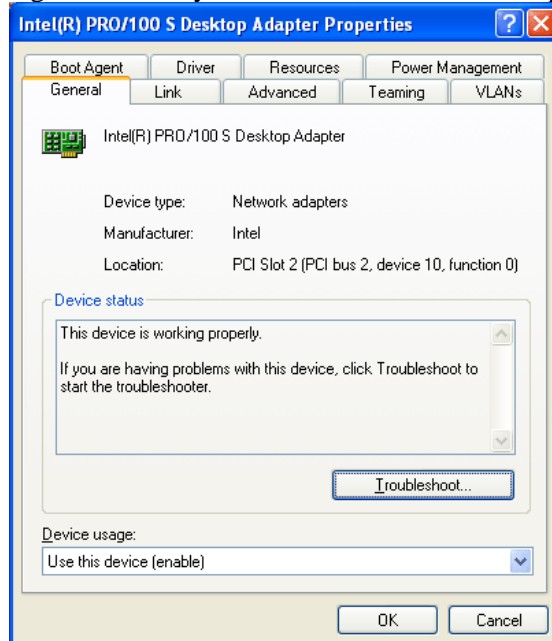 Intel(R) PRO/100 S Deskto Adapter Properties
Boot Agent Driver Resources Power Management
General Link Advanced Teaming VLANs
Intel(R) PRO/100 S Desktop Adapter
Device type: Network adapters
Manufacturer: Intel
Location: PCI Slot 2 (PCI bus 2, device 10, function 0)
Device status
This device is working properly.
If you are having problems with this device, click Troubleshoot to
start the troubleshooter.
Troubleshoot...
Device usage:
Use this device (enable)
OK Cancel